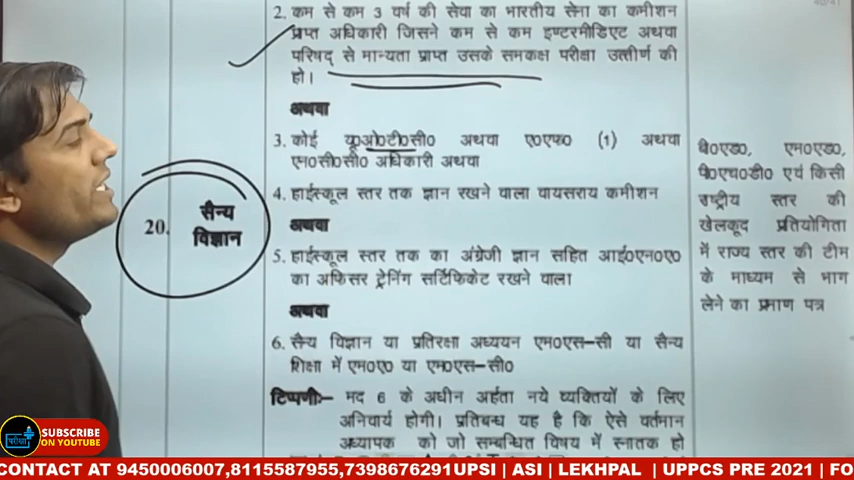 2. कम से कम 3 वर्ष की सेवा का भारतीय सेना का कमीशन
प्राप्त अधिकारी जिसने कम से कम इण्टरमीडिएट अथवा
परिषद् से मान्यता प्राप्त उसके समकक्ष परीक्षा उत्तीर्ण की
हो।
अथवा
3. कोई यू०ओ०टी०सी० अथवा ए०एफ० (1) अथवा
एन०सी०सी० अधिकारी अथवा
4. हाईस्कूल स्तर तक ज्ञान रखने वाला वायसराय कमीशन
अथवा
5. हाईस्कूल स्तर तक का अंग्रेजी ज्ञान सहित आई०एन०ए०
का अफिसर ट्रेनिंग सर्टिफिकेट रखने वाला
अथवा
6. सैन्य विज्ञान या प्रतिरक्षा अध्ययन एम०एस–सी या सैन्य
शिक्षा में एम०ए० या एम०एस–सी०
टिप्पणीः– मद 6 के अधीन अर्हता नये व्यक्तियों के लिए
अनिवार्य होगी। प्रतिबन्ध यह है कि ऐसे वर्तमान
अध्यापक को जो सम्बन्धित विषय में स्नातक हो
20. सैन्य
विज्ञान
बी०एड०, एम०एड०,
पी०एच०डी० एवं किसी
राष्ट्रीय स्तर की
खेलकूद प्रतियोगिता
में राज्य स्तर की टीम
के माध्यम से भाग
लेने का प्रमाण पत्र
परीक्षा
SUBSCRIBE
ON YOUTUBE
CONTACT AT 9450006007,8115587955,7398676291UPSI | ASI | LEKHPAL | UPPCS PRE 2021 | FO